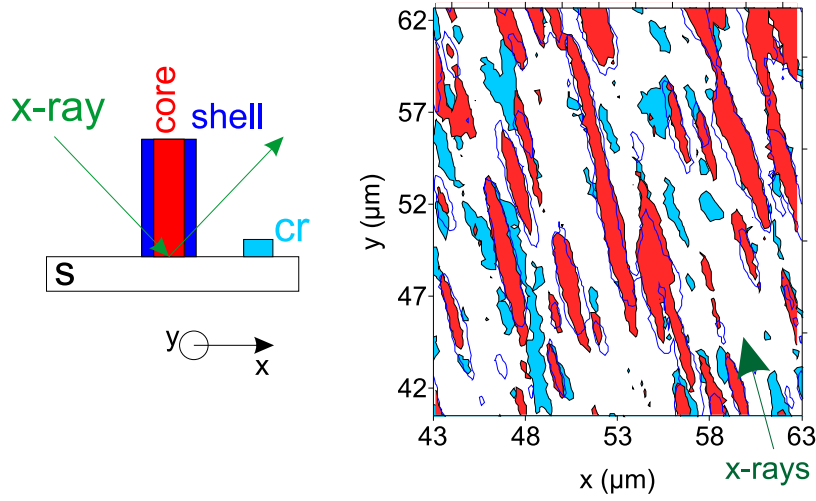 x-ray
core
shell
cr
s
y
x
y (µm)
62
57
52
47
42
43
48
53
58
63
x (µm)
x-rays